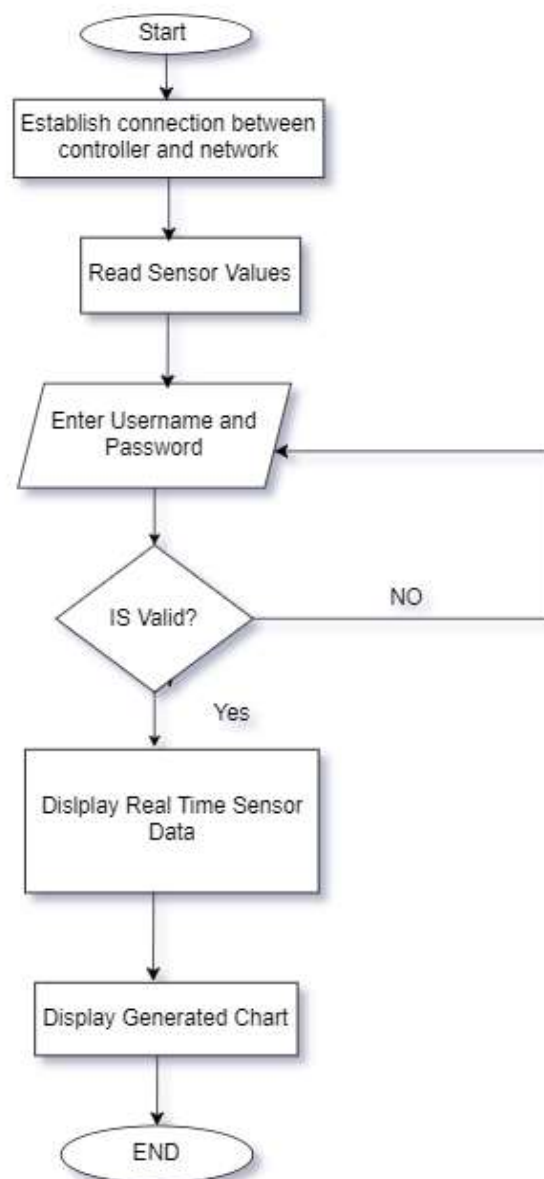 Start
Establish connection between
controller and network
Read Sensor Values
Enter Username and
Password
IS Valid?
NO
Yes
Dislplay Real Time Sensor
Data
Display Generated Chart
END